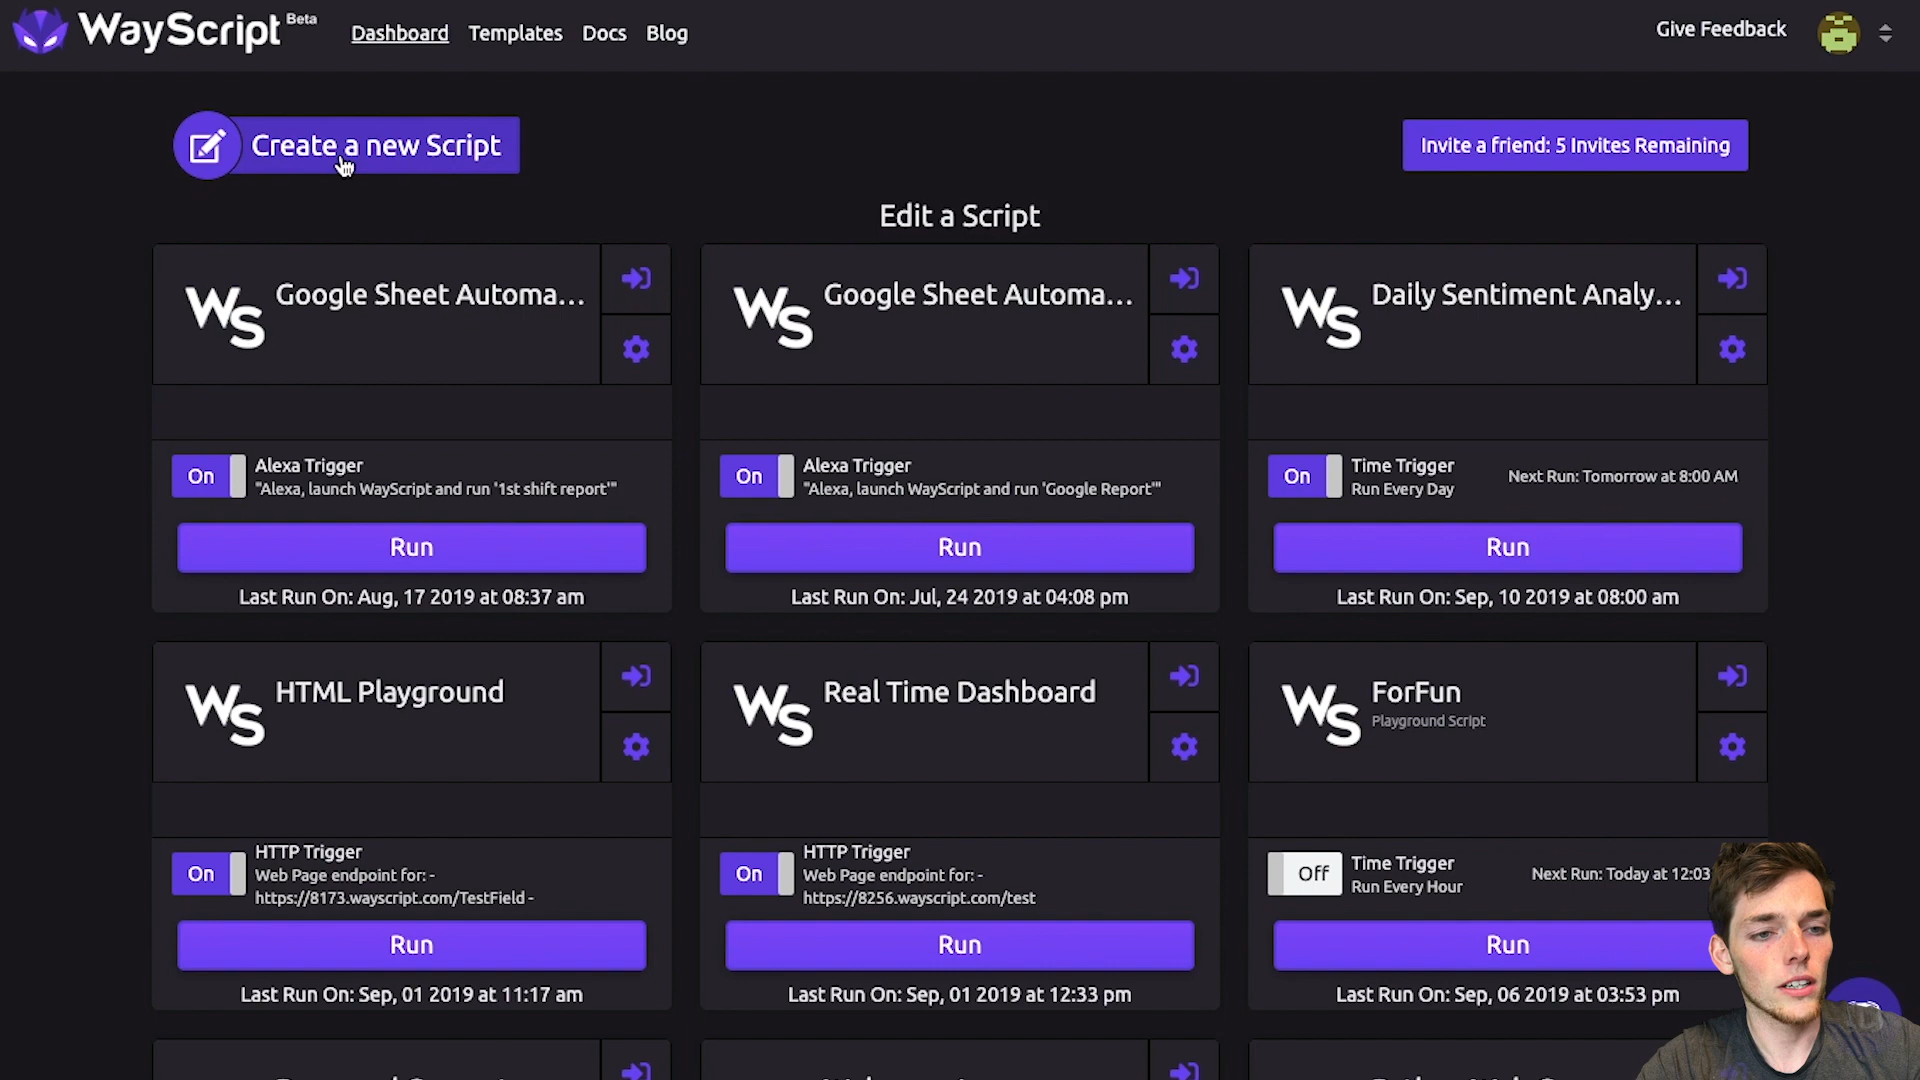 WayScript Beta
Dashboard Templates Docs Blog
Give Feedback
Create a new Script
Invite a friend: 5 Invites Remaining
Edit a Script
WS Google Sheet Automa...
WS Google Sheet Automa...
WS Daily Sentiment Analy...
On Alexa Trigger
"Alexa, launch WayScript and run '1st shift report'"
On Alexa Trigger
"Alexa, launch WayScript and run 'Google Report'"
On Time Trigger
Run Every Day
Next Run: Tomorrow at 8:00 AM
Run
Run
Run
Last Run On: Aug, 17 2019 at 08:37 am
Last Run On: Jul, 24 2019 at 04:08 pm
Last Run On: Sep, 10 2019 at 08:00 am
WS HTML Playground
WS Real Time Dashboard
WS ForFun
Playground Script
On HTTP Trigger
Web Page endpoint for: -
https://8173.wayscript.com/TestField -
On HTTP Trigger
Web Page endpoint for: -
https://8256.wayscript.com/test
Off Time Trigger
Run Every Hour
Next Run: Today at 12:03
Run
Run
Run
Last Run On: Sep, 01 2019 at 11:17 am
Last Run On: Sep, 01 2019 at 12:33 pm
Last Run On: Sep, 06 2019 at 03:53 pm